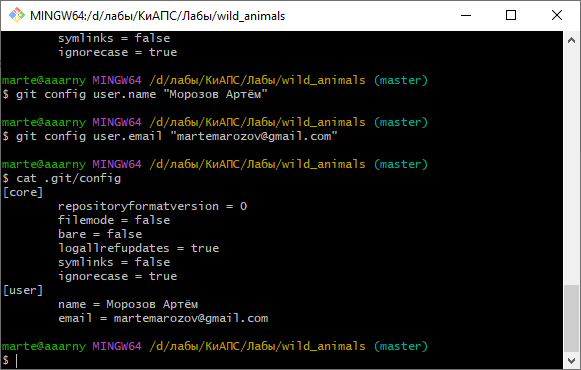 MINGW64:/d/лабы/КиАПС/Лабы/wild_animals
symlinks = false
ignorecase = true
marte@aaarny MINGW64 /d/лабы/КиАПС/Лабы/wild_animals (master)
$ git config user.name "Морозов Артём"
marte@aaarny MINGW64 /d/лабы/КиАПС/Лабы/wild_animals (master)
$ git config user.email "martemarozov@gmail.com"
marte@aaarny MINGW64 /d/лабы/КиАПС/Лабы/wild_animals (master)
$ cat .git/config
[core]
repositoryformatversion = 0
filemode = false
bare = false
logallrefupdates = true
symlinks = false
ignorecase = true
[user]
name = Морозов Артём
email = martemarozov@gmail.com
marte@aaarny MINGW64 /d/лабы/КиАПС/Лабы/wild_animals (master)
$